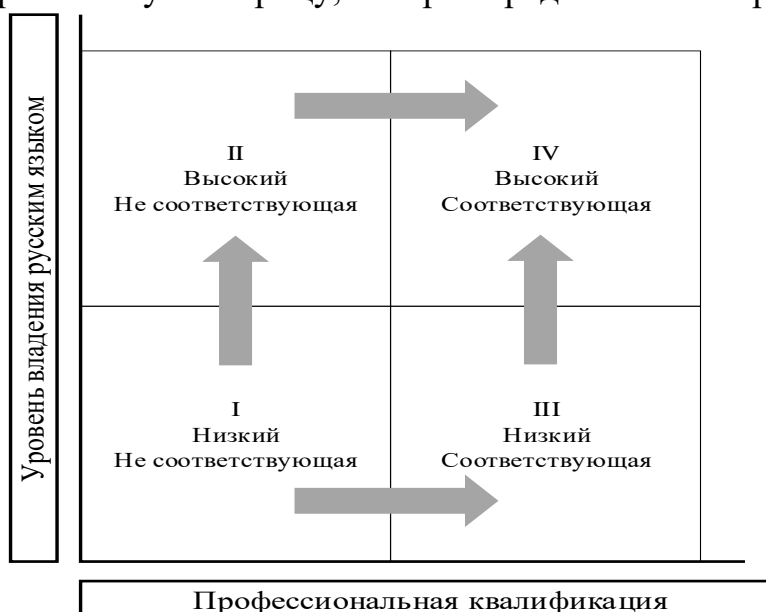 Уровень владения русским языком
II
Высокий
Не соответствующая
IV
Высокий
Соответствующая
I
Низкий
Не соответствующая
III
Низкий
Соответствующая
Профессиональная квалификация